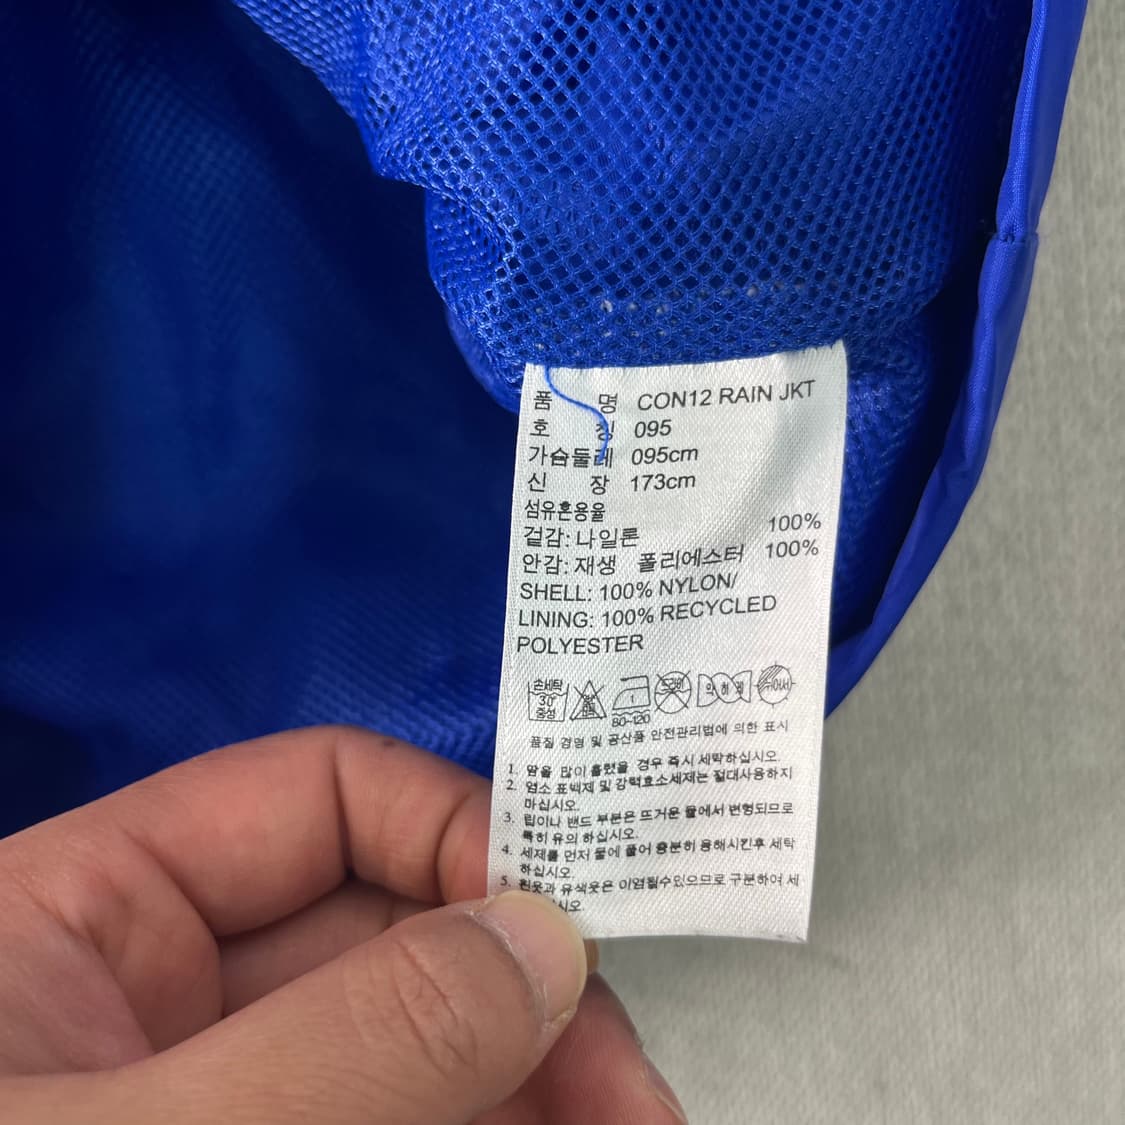 품 명 CON12 RAIN JKT
호 칭 095
가슴둘레 095cm
신 장 173cm
섬유혼용율
겉감: 나일론 100%
안감: 재생 폴리에스터 100%
SHELL: 100% NYLON/
LINING: 100% RECYCLED
POLYESTER
손세탁 30° 중성
1 80~120
드라이
약하게
품질 경영 및 공산품 안전관리법에 의한 표시
1. 땀을 많이 흘렸을 경우 즉시 세탁하십시오.
2. 염소 표백제 및 강력효소세제는 절대사용하지
마십시오.
3. 립이나 밴드 부분은 뜨거운 물에서 변형되므로
특히 유의 하십시오.
4. 세제를 먼저 물에 풀어 충분히 용해시킨후 세탁
하십시오.
5. 흰옷과 유색옷은 이염될수있으므로 구분하여 세
시오.